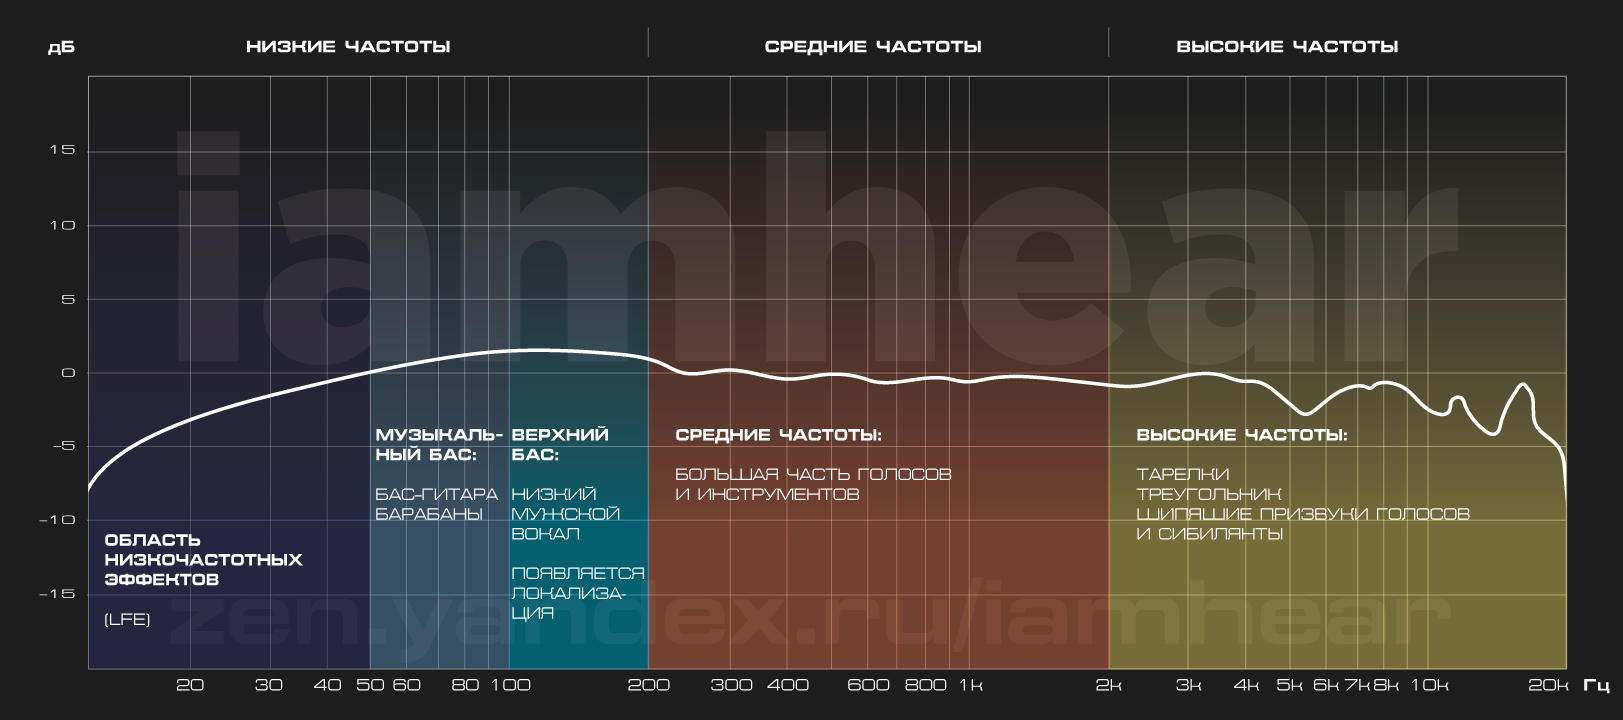 дБ НИЗКИЕ ЧАСТОТЫ СРЕДНИЕ ЧАСТОТЫ ВЫСОКИЕ ЧАСТОТЫ
iamhear
15
10
5
0
-5
-10
-15
МУЗЫКАЛЬ-
НЫЙ БАС:
БАС-ГИТАРА
БАРАБАНЫ
ВЕРХНИЙ
БАС:
НИЗКИЙ
МУЖСКОЙ
ВОКАЛ
ПОЯВЛЯЕТСЯ
ЛОКАЛИЗА-
ЦИЯ
СРЕДНИЕ ЧАСТОТЫ:
БОЛЬШАЯ ЧАСТЬ ГОЛОСОВ
И ИНСТРУМЕНТОВ
ВЫСОКИЕ ЧАСТОТЫ:
ТАРЕЛКИ
ТРЕУГОЛЬНИК
ШИПЯЩИЕ ПРИЗВУКИ ГОЛОСОВ
И СИБИЛЯНТЫ
ОБЛАСТЬ
НИЗКОЧАСТОТНЫХ
ЭФФЕКТОВ
(LFE)
zen.yandex.ru/iamhear
20 30 40 50 60 80 100 200 300 400 600 800 1к 2к 3к 4к 5к 6к 7к 8к 10к 20к Гц